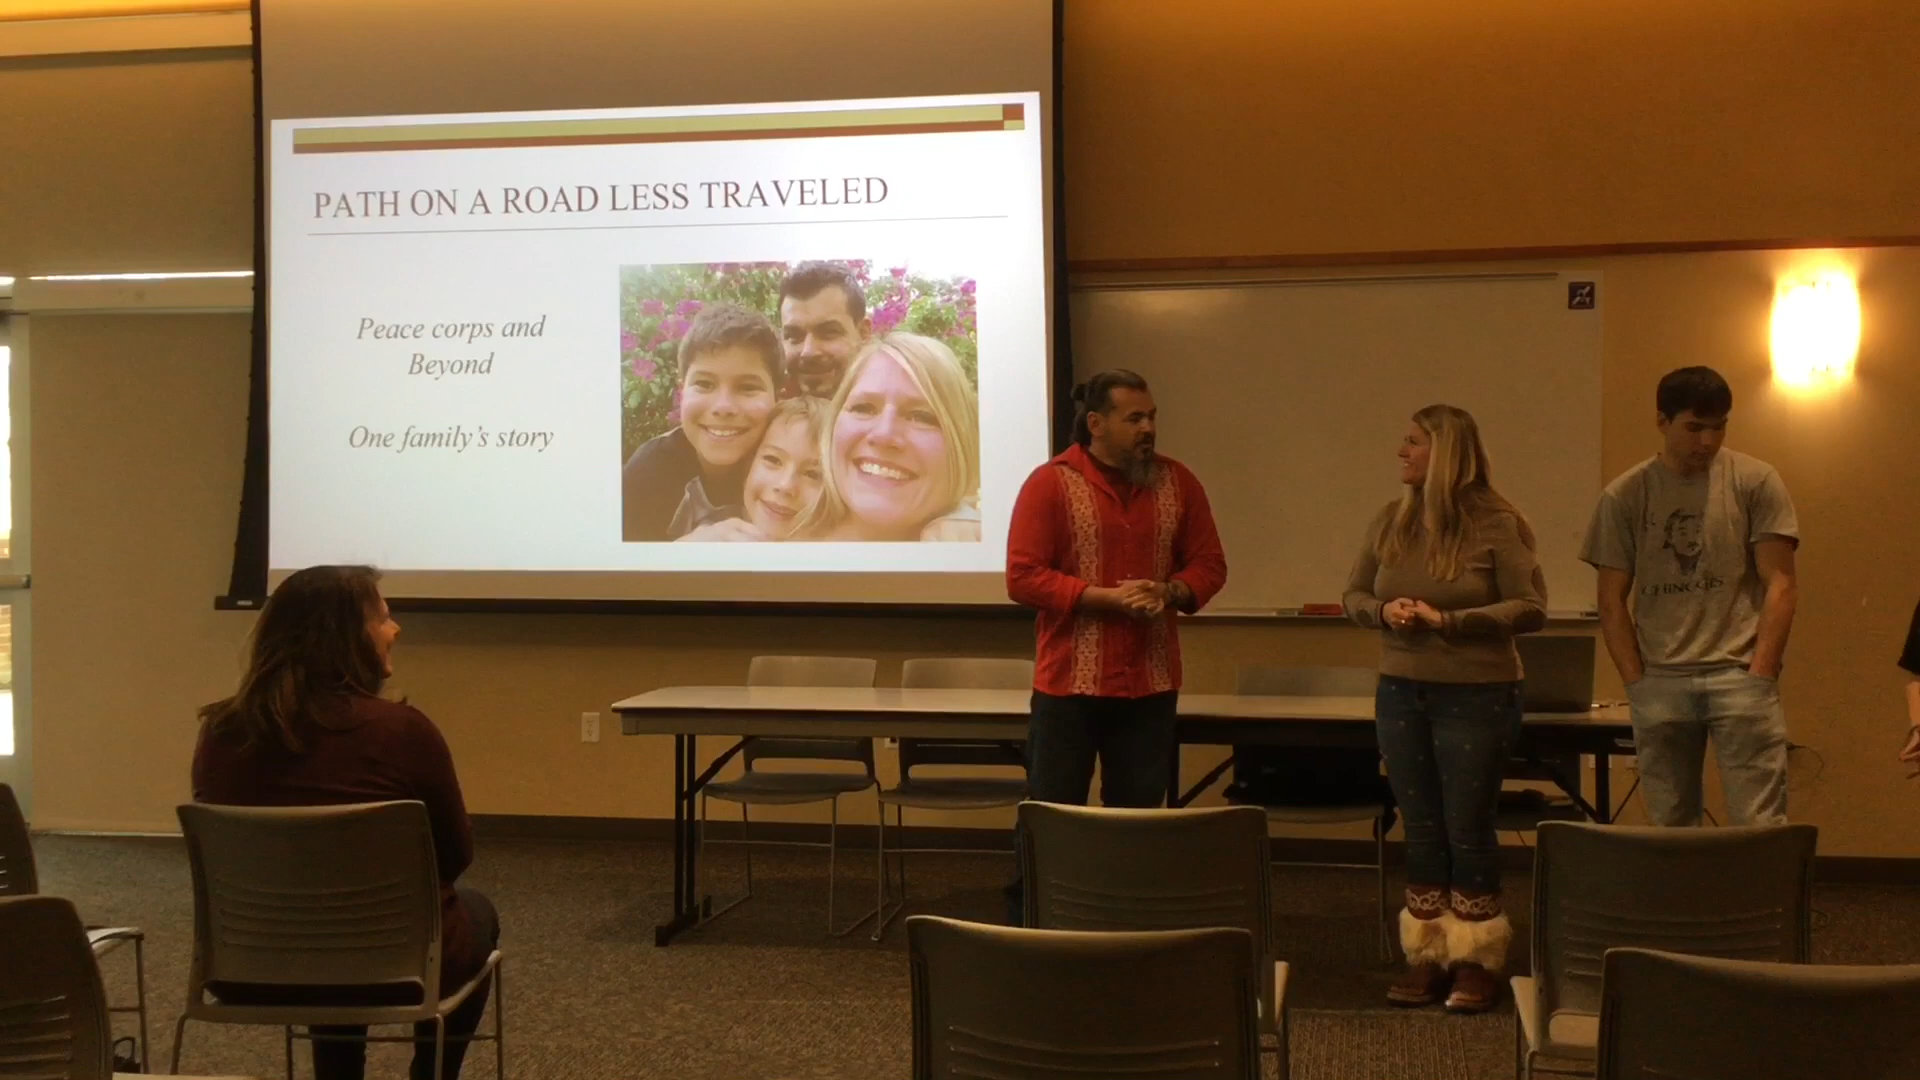 PATH ON A ROAD LESS TRAVELED
Peace corps and
Beyond
One family's story
CHINGGIS